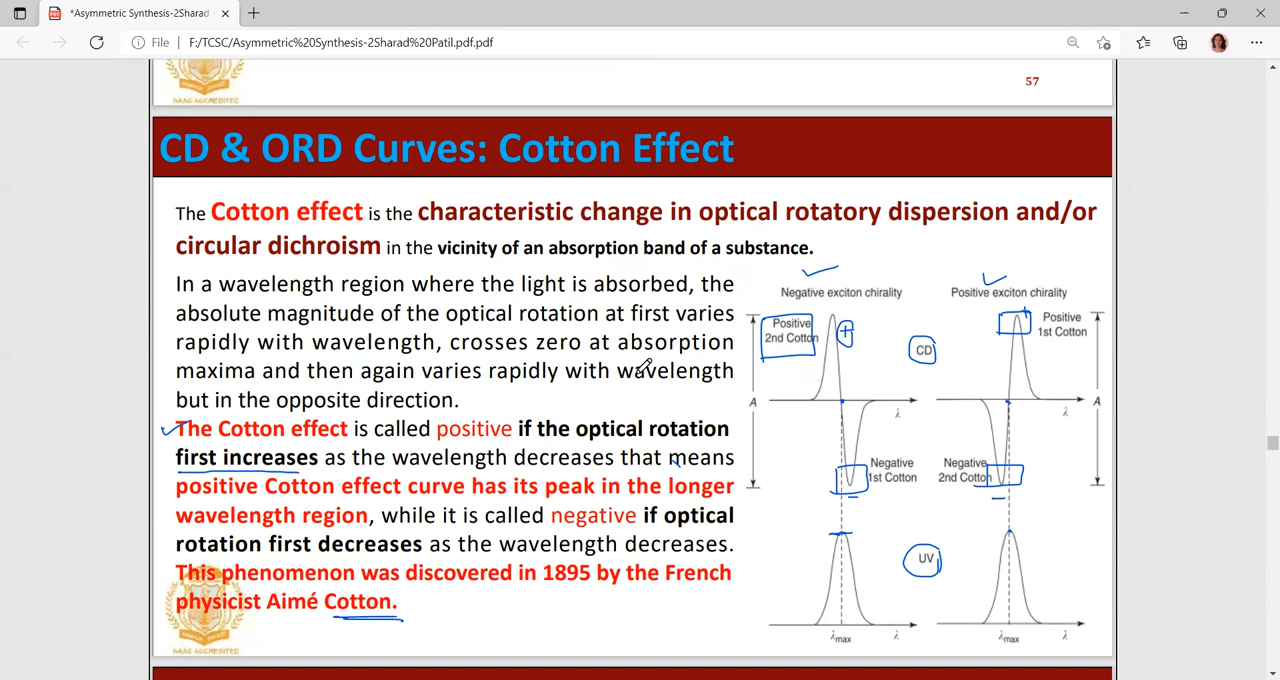 *Asymmetric Synthesis-2Sharad
File F:/TCSC/Asymmetric%20Synthesis-2Sharad%20Patil.pdf.pdf
NAAC ACCREDITED
57
CD & ORD Curves: Cotton Effect
The Cotton effect is the characteristic change in optical rotatory dispersion and/or
circular dichroism in the vicinity of an absorption band of a substance.
In a wavelength region where the light is absorbed, the
absolute magnitude of the optical rotation at first varies
rapidly with wavelength, crosses zero at absorption
maxima and then again varies rapidly with wavelength
but in the opposite direction.
The Cotton effect is called positive if the optical rotation
first increases as the wavelength decreases that means
positive Cotton effect curve has its peak in the longer
wavelength region, while it is called negative if optical
rotation first decreases as the wavelength decreases.
This phenomenon was discovered in 1895 by the French
physicist Aimé Cotton.
NAAC ACCREDITED
Negative exciton chirality
Positive
2nd Cotton
+
A
λ
Negative
1st Cotton
CD
Positive exciton chirality
Positive
1st Cotton
A
λ
Negative
2nd Cotton
UV
λmax λ
λmax λ